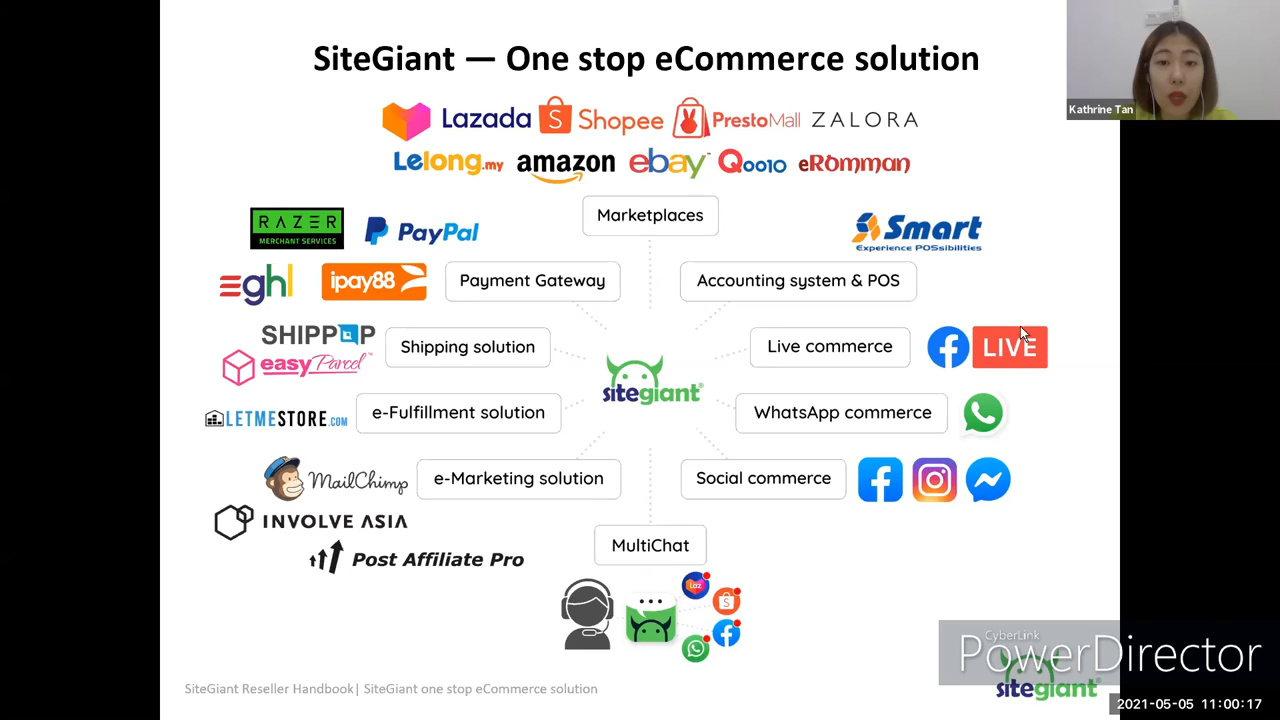 SiteGiant — One stop eCommerce solution
Kathrine Tan
Lazada Shopee PrestoMall ZALORA
Lelong.my amazon ebay™ Qoo10 eRomman
Marketplaces
RAZER
MERCHANT SERVICES
PayPal
Smart
Experience POSsibilities
eghl
ipay88
Payment Gateway
Accounting system & POS
SHIPPOP
easyParcel™
Shipping solution
Live commerce
LIVE
sitegiant®
LETMESTORE.COM
e-Fulfillment solution
WhatsApp commerce
MailChimp
e-Marketing solution
Social commerce
INVOLVE ASIA
Post Affiliate Pro
MultiChat
Laz
CyberLink
PowerDirector
sitegiant®
SiteGiant Reseller Handbook| SiteGiant one stop eCommerce solution
2021-05-05 11:00:17